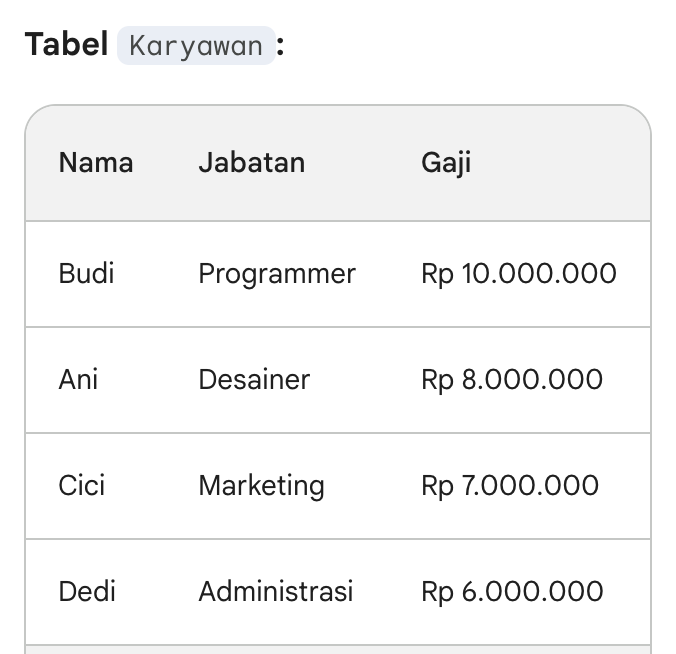 Tabel Karyawan:
Nama Jabatan Gaji
Budi Programmer Rp 10.000.000
Ani Desainer Rp 8.000.000
Cici Marketing Rp 7.000.000
Dedi Administrasi Rp 6.000.000